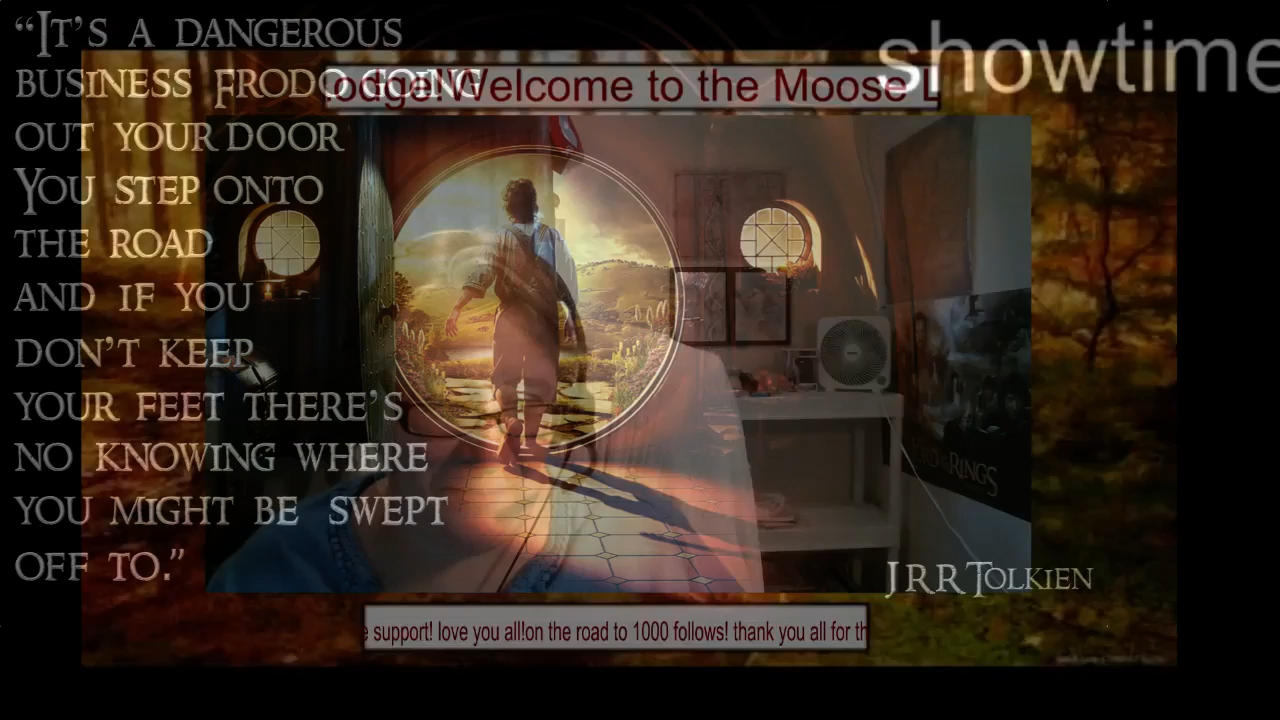 “IT’S A DANGEROUS
BUSINESS FRODO GOING
OUT YOUR DOOR
YOU STEP ONTO
THE ROAD
AND IF YOU
DON’T KEEP
YOUR FEET THERE’S
NO KNOWING WHERE
YOU MIGHT BE SWEPT
OFF TO.”
JRR TOLKIEN
showtime
odge!Welcome to the Moose L
RINGS
support! love you all!on the road to 1000 follows! thank you all for th